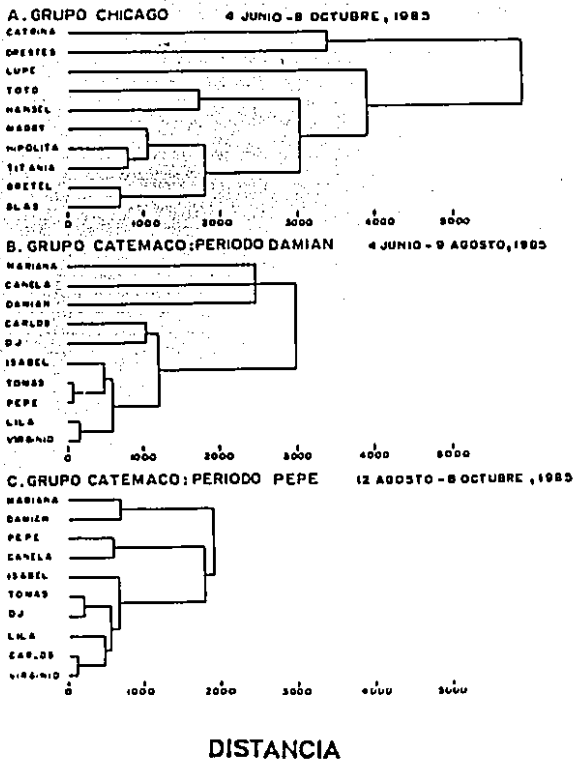 A. GRUPO CHICAGO 4 JUNIO-8 OCTUBRE, 1985
CATRINA
ORESTES
LUPE
TOTO
HANSEL
HIPOLITA
TITANIA
GRETEL
BLAS
0 1000 2000 3000 4000 5000
B. GRUPO CATEMACO: PERIODO DAMIAN 4 JUNIO-9 AGOSTO, 1985
MARIANA
CANELA
DAMIAN
CARLOS
DJ
ISABEL
TOMAS
PEPE
LILA
VIRGINIO
0 1000 2000 3000 4000 5000
C. GRUPO CATEMACO: PERIODO PEPE 12 AGOSTO-8 OCTUBRE, 1985
MARIANA
DAMIEN
PEPE
CANELA
ISABEL
TOMAS
DJ
LILA
CARLOS
VIRGINIO
0 1000 2000 3000 4000 5000
DISTANCIA